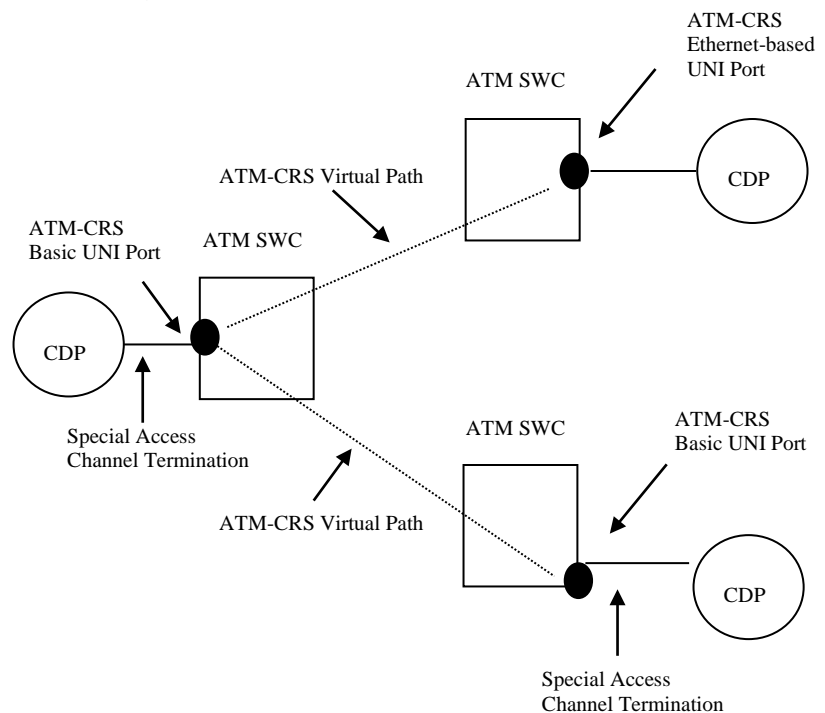 ATM-CRS
Ethernet-based
UNI Port
ATM SWC
CDP
ATM-CRS Virtual Path
ATM-CRS
Basic UNI Port
ATM SWC
CDP
Special Access
Channel Termination
ATM-CRS Virtual Path
ATM SWC
ATM-CRS
Basic UNI Port
CDP
Special Access
Channel Termination